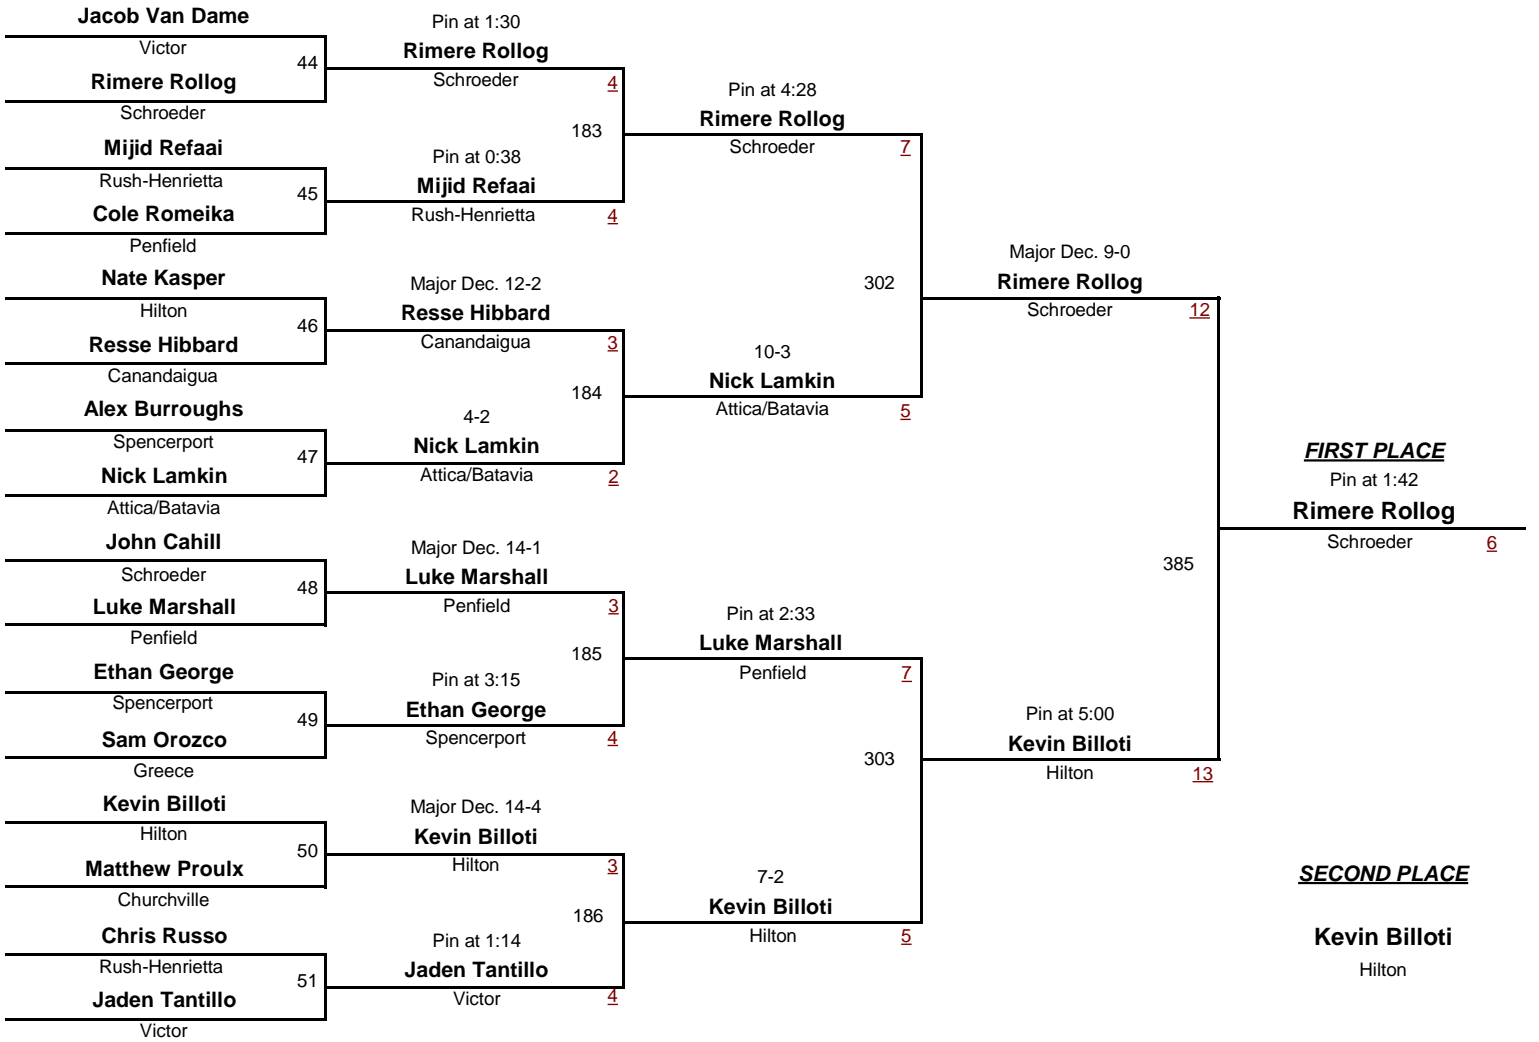 Jacob Van Dame
Victor
44
Rimere Rollog
Schroeder
Mijid Refaai
Rush-Henrietta
45
Cole Romeika
Penfield
Nate Kasper
Hilton
46
Resse Hibbard
Canandaigua
Alex Burroughs
Spencerport
47
Nick Lamkin
Attica/Batavia
John Cahill
Schroeder
48
Luke Marshall
Penfield
Ethan George
Spencerport
49
Sam Orozco
Greece
Kevin Billoti
Hilton
50
Matthew Proulx
Churchville
Chris Russo
Rush-Henrietta
51
Jaden Tantillo
Victor
Pin at 1:30
Rimere Rollog
Schroeder
4
183
Pin at 0:38
Mijid Refaai
Rush-Henrietta
4
Major Dec. 12-2
Resse Hibbard
Canandaigua
3
184
4-2
Nick Lamkin
Attica/Batavia
2
Major Dec. 14-1
Luke Marshall
Penfield
3
185
Pin at 3:15
Ethan George
Spencerport
4
Major Dec. 14-4
Kevin Billoti
Hilton
3
186
Pin at 1:14
Jaden Tantillo
Victor
4
Pin at 4:28
Rimere Rollog
Schroeder
7
302
10-3
Nick Lamkin
Attica/Batavia
5
Pin at 2:33
Luke Marshall
Penfield
7
303
7-2
Kevin Billoti
Hilton
5
Major Dec. 9-0
Rimere Rollog
Schroeder
12
385
Pin at 5:00
Kevin Billoti
Hilton
13
FIRST PLACE
Pin at 1:42
Rimere Rollog
Schroeder
6
SECOND PLACE
Kevin Billoti
Hilton